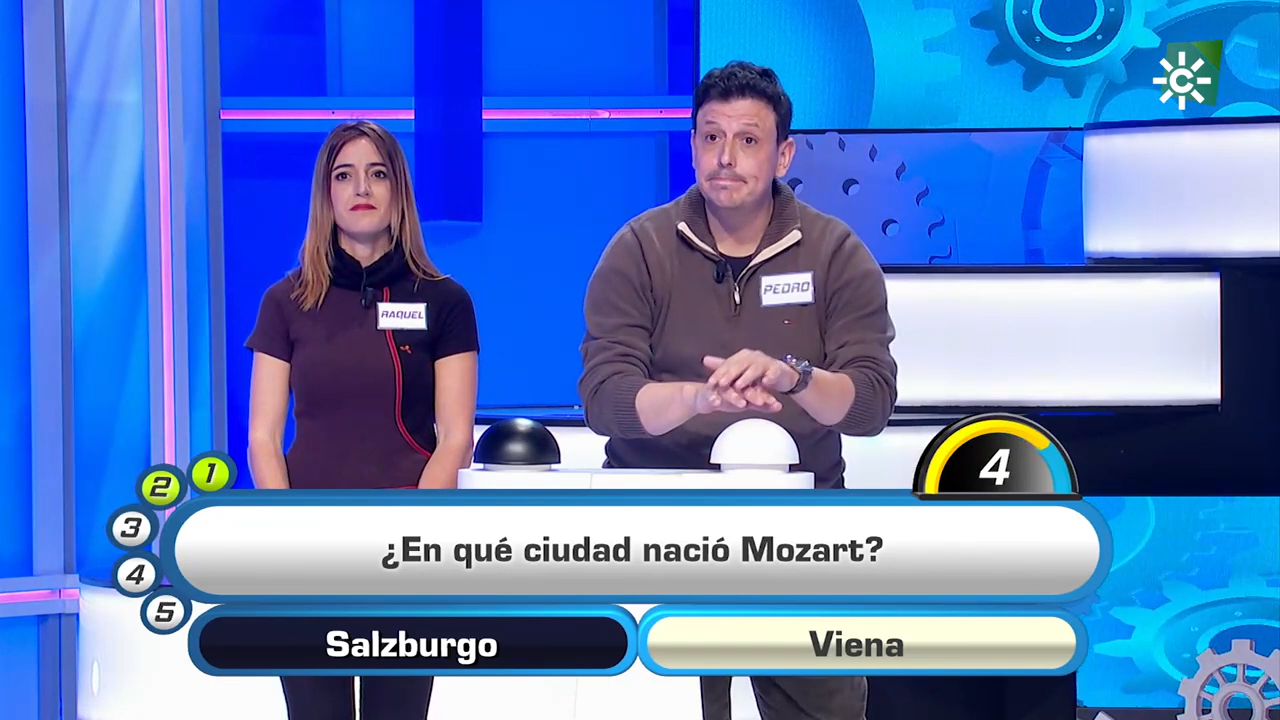 C
RAQUEL
PEDRO
1
2
3
4
5
4
¿En qué ciudad nació Mozart?
Salzburgo
Viena